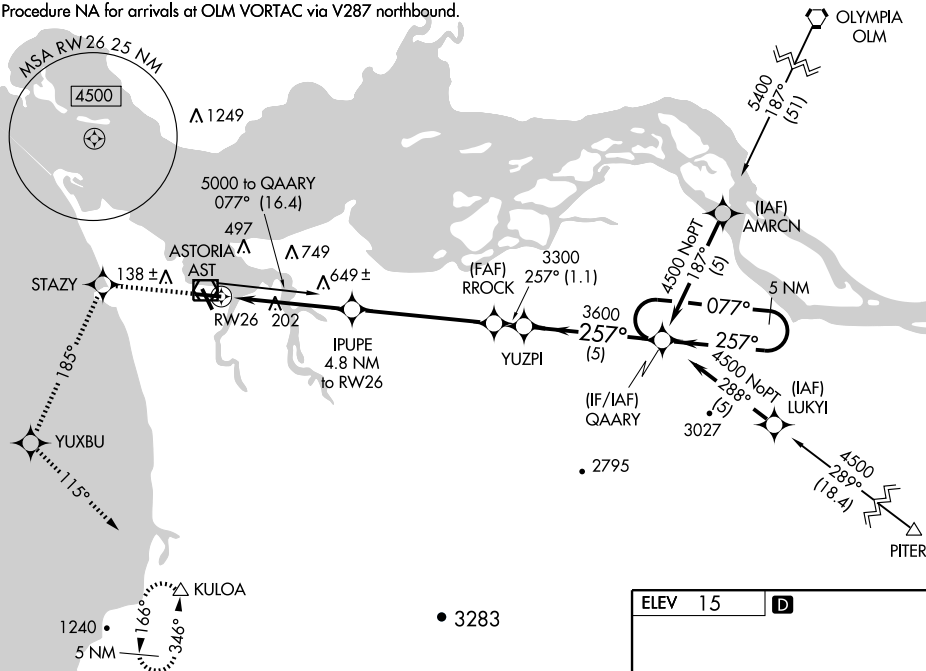 Procedure NA for arrivals at OLM VORTAC via V287 northbound.
OLYMPIA
OLM
MSA RW26 25 NM
4500
1249
5400
187°
(51)
5000 to QAARY
077° (16.4)
497
749
ASTORIA
AST
649 ±
138 ±
STAZY
RW26
202
(IAF)
AMRCN
4500 NoPT
187°
(5)
(FAF)
RROCK
3300
257° (1.1)
3600
257°
(5)
077°
5 NM
257°
IPUPE
4.8 NM
to RW26
YUZPI
(IF/IAF)
QAARY
4500 NoPT
288°
(5)
(IAF)
LUKYI
3027
2795
4500
289°
(18.4)
PITER
185°
YUXBU
115°
KULOA
166°
346°
1240
5 NM
3283
ELEV 15 D